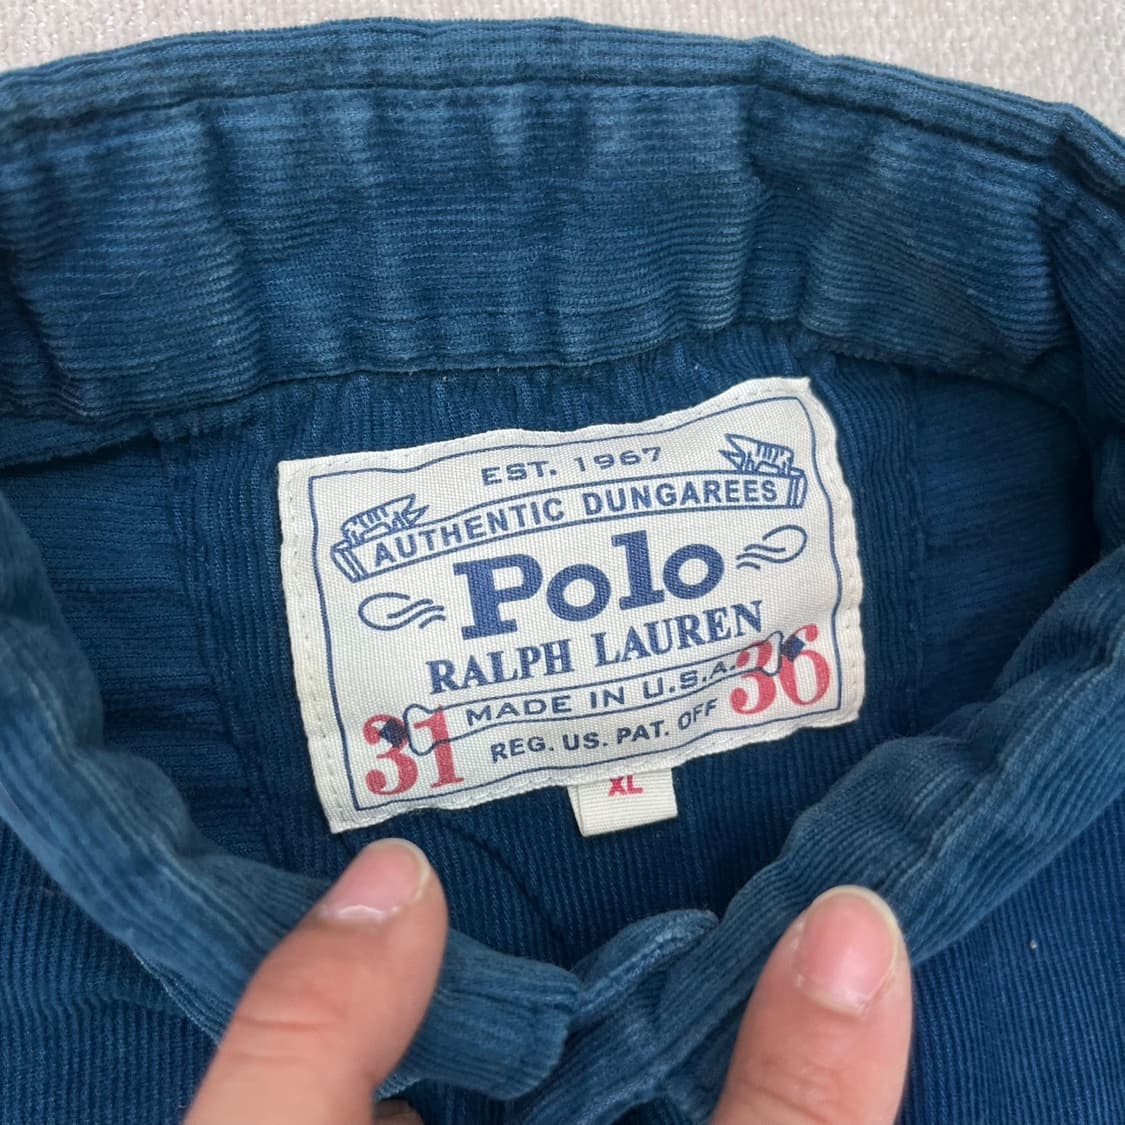 EST. 1967
AUTHENTIC DUNGAREES
Polo
RALPH LAUREN
31 MADE IN U.S.A. 36
REG. US. PAT. OFF
XL